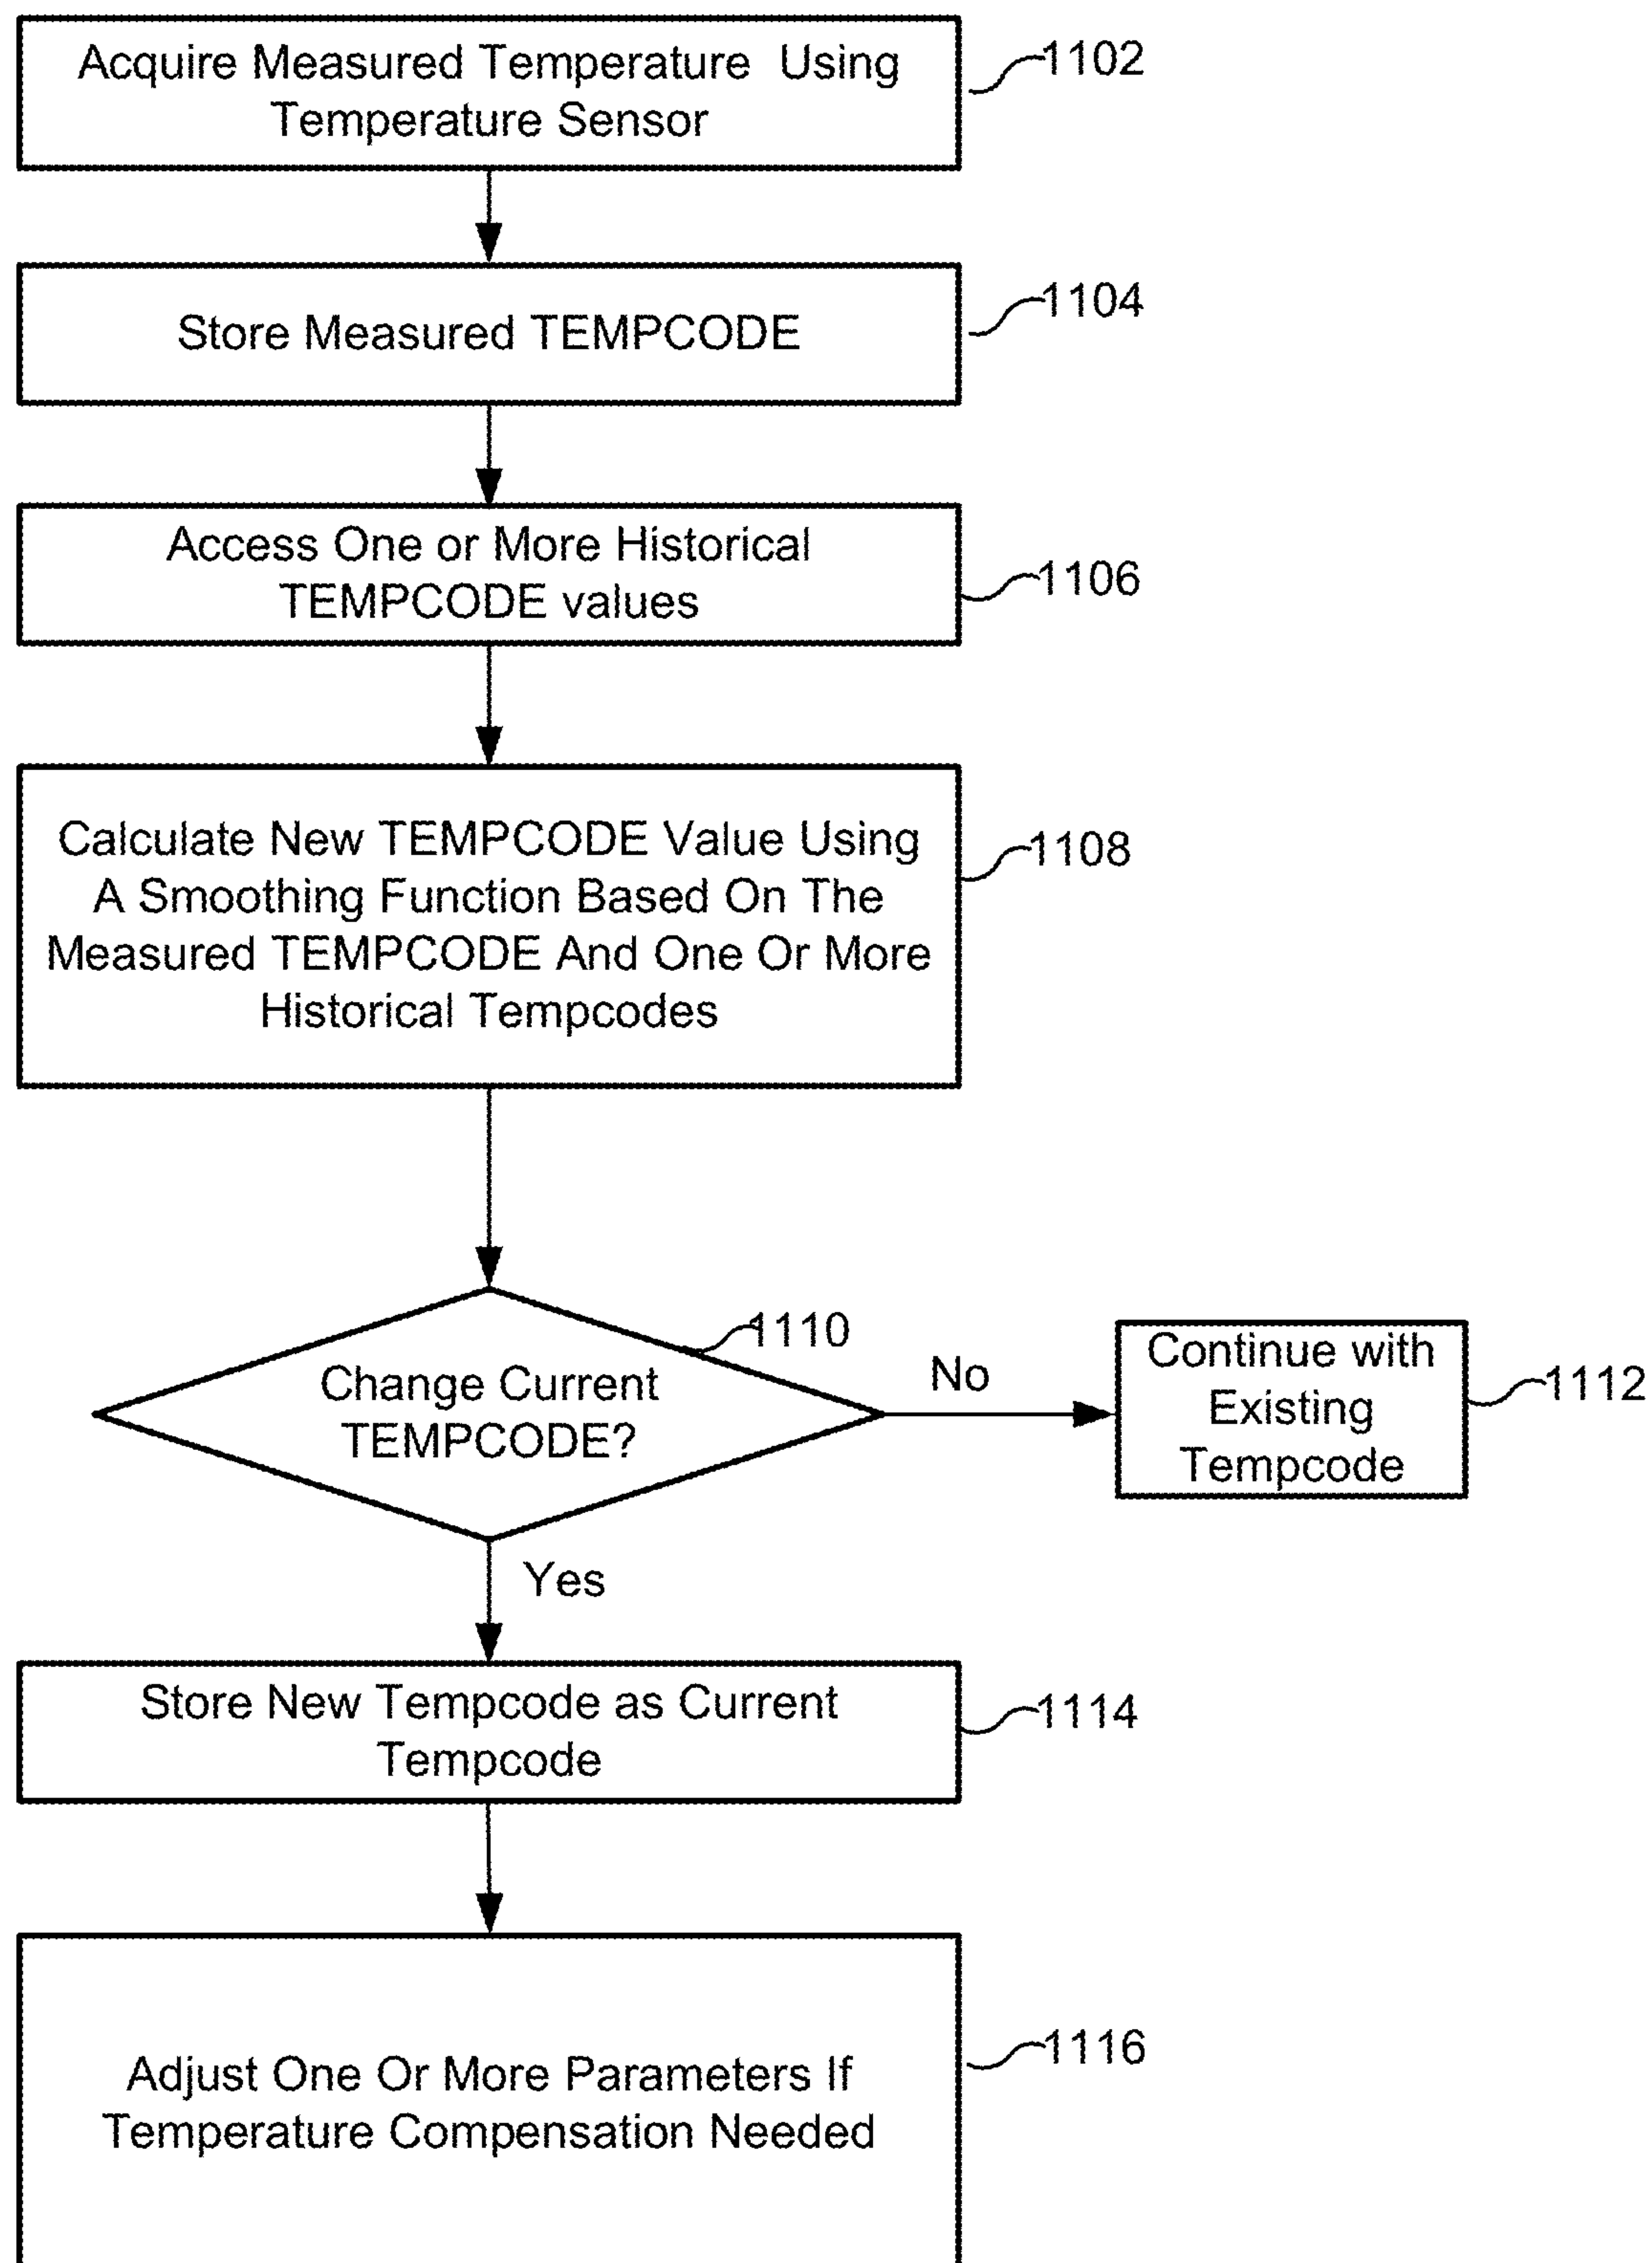 Acquire Measured Temperature Using
Temperature Sensor
1102
Store Measured TEMPCODE
1104
Access One or More Historical
TEMPCODE values
1106
Calculate New TEMPCODE Value Using
A Smoothing Function Based On The
Measured TEMPCODE And One Or More
Historical Tempcodes
1108
Change Current
TEMPCODE?
1110
No
Continue with
Existing
Tempcode
1112
Yes
Store New Tempcode as Current
Tempcode
1114
Adjust One Or More Parameters If
Temperature Compensation Needed
1116